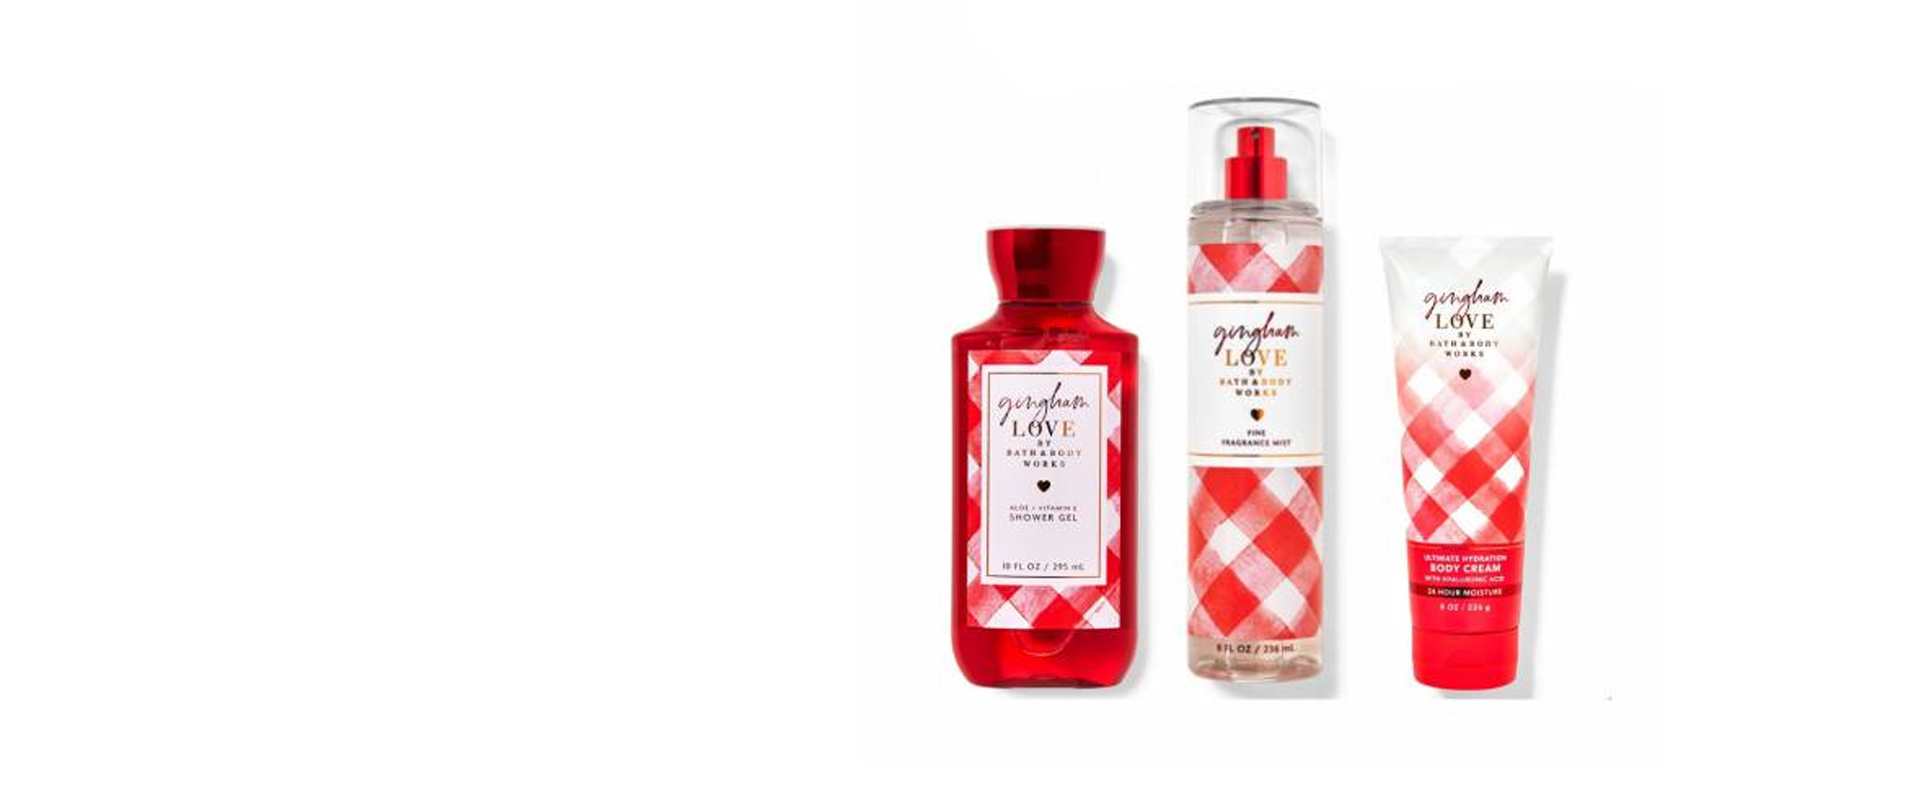 gingham
LOVE
BY
BATH & BODY
WORKS
ALOE + VITAMIN E
SHOWER GEL
10 FL OZ / 295 mL
gingham
LOVE
BY
BATH & BODY
WORKS
FINE
FRAGRANCE MIST
8 FL OZ / 236 mL
gingham
LOVE
BY
BATH & BODY
WORKS
ULTIMATE HYDRATION
BODY CREAM
WITH HYALURONIC ACID
24 HOUR MOISTURE
8 OZ / 226 g